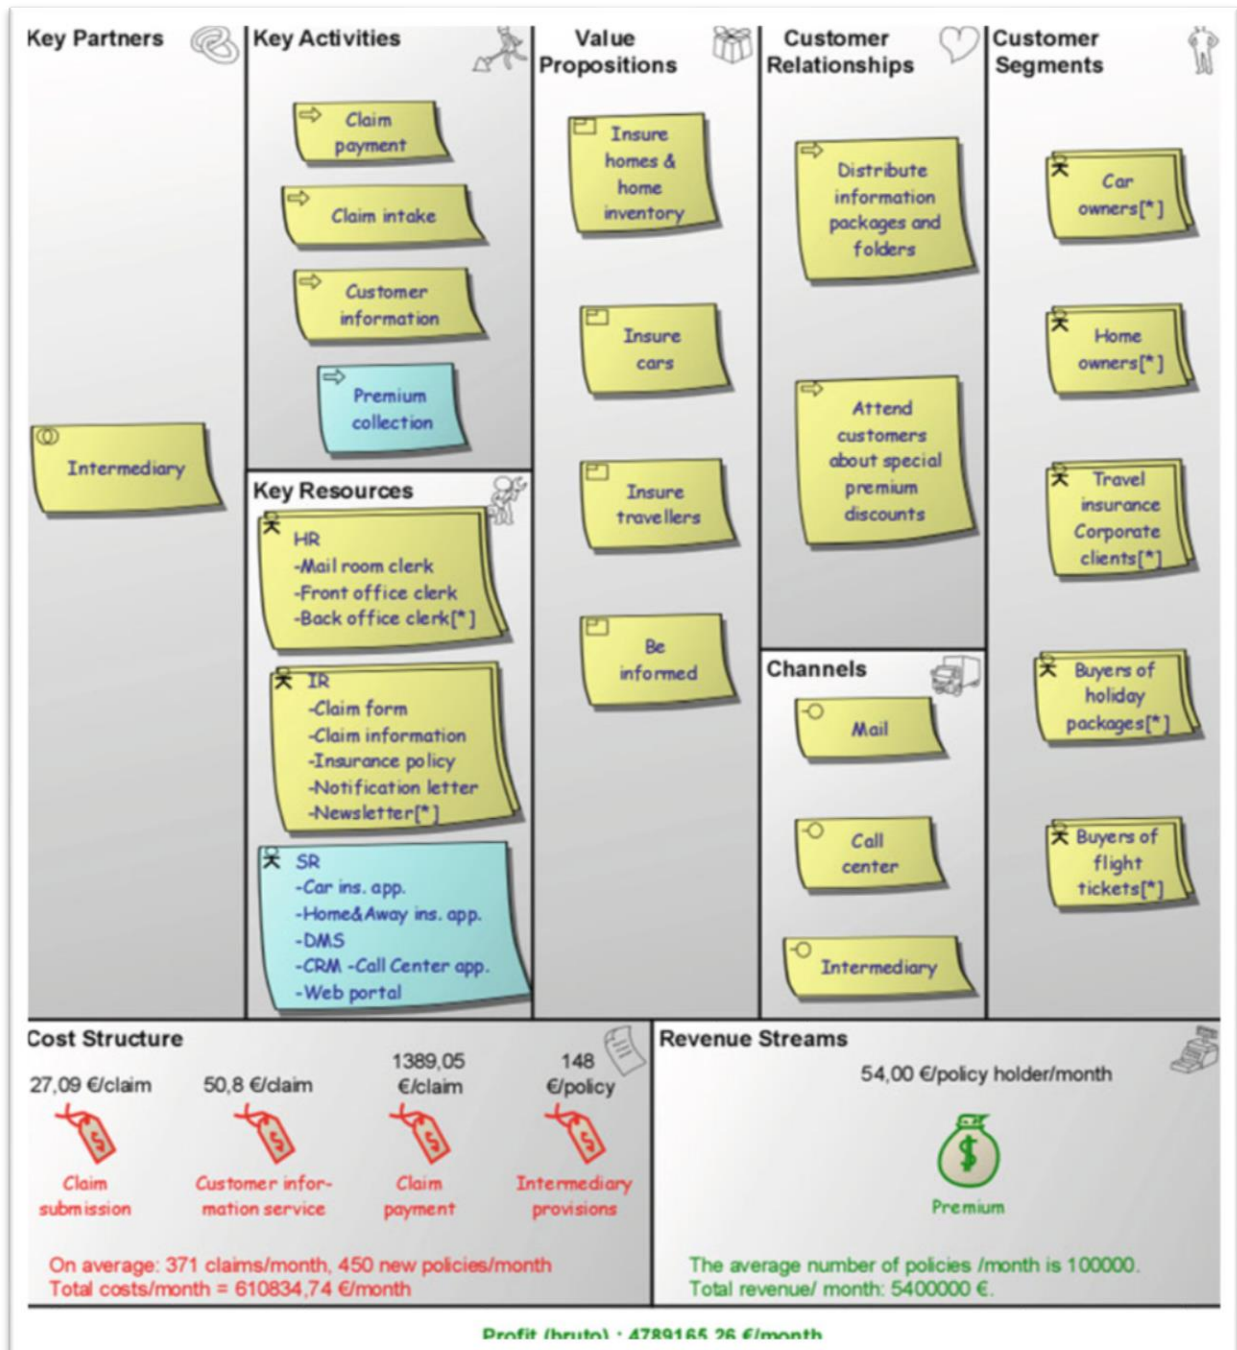 Key Partners
Intermediary
Key Activities
Claim
payment
Claim intake
Customer
information
Premium
collection
Key Resources
HR
-Mail room clerk
-Front office clerk
-Back office clerk[*]
IR
-Claim form
-Claim information
-Insurance policy
-Notification letter
-Newsletter[*]
SR
-Car ins. app.
-Home&Away ins. app.
-DMS
-CRM -Call Center app.
-Web portal
Value
Propositions
Insure
homes &
home
inventory
Insure
cars
Insure
travellers
Be
informed
Customer
Relationships
Distribute
information
packages and
folders
Attend
customers
about special
premium
discounts
Channels
Mail
Call
center
Intermediary
Customer
Segments
Car
owners[*]
Home
owners[*]
Travel
insurance
Corporate
clients[*]
Buyers of
holiday
packages[*]
Buyers of
flight
tickets[*]
Cost Structure
27,09 €/claim
Claim
submission
50,8 €/claim
Customer infor-
mation service
1389,05
€/claim
Claim
payment
148
€/policy
Intermediary
provisions
On average: 371 claims/month, 450 new policies/month
Total costs/month = 610834,74 €/month
Revenue Streams
54,00 €/policy holder/month
Premium
The average number of policies /month is 100000.
Total revenue/ month: 5400000 €.
Profit (bruto) : 4789165,26 €/month